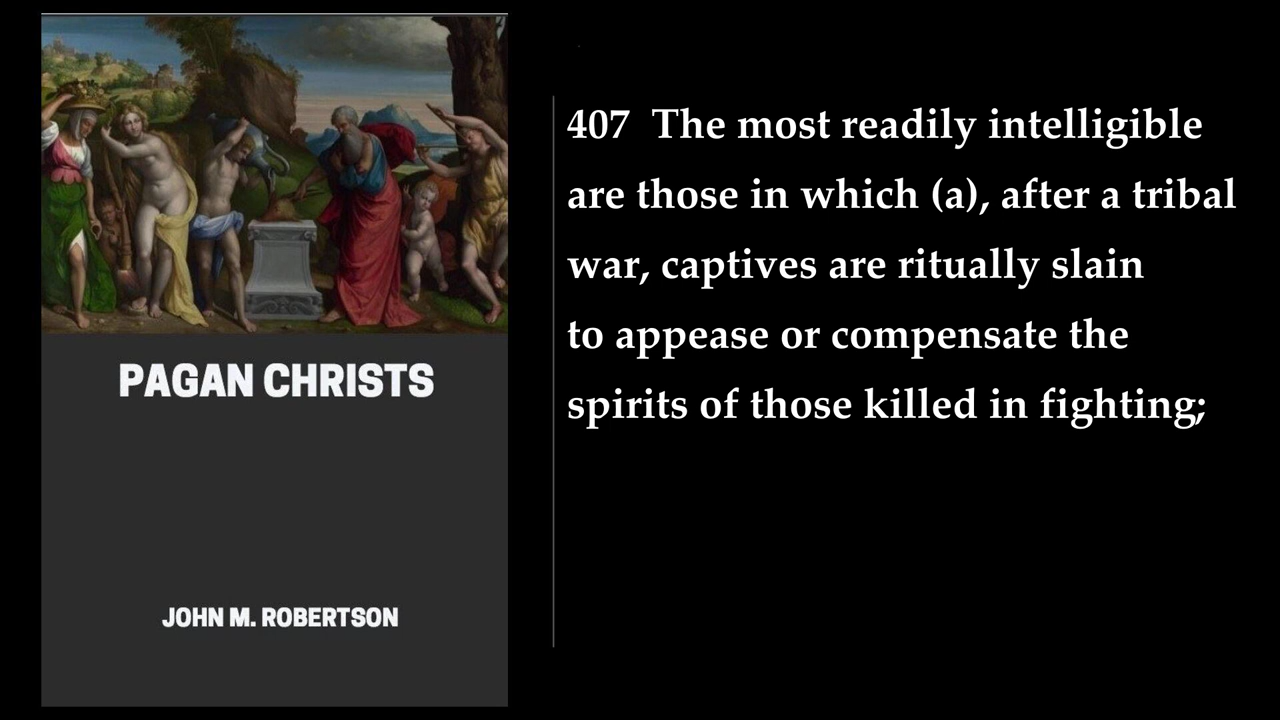 PAGAN CHRISTS
JOHN M. ROBERTSON
407 The most readily intelligible
are those in which (a), after a tribal
war, captives are ritually slain
to appease or compensate the
spirits of those killed in fighting;